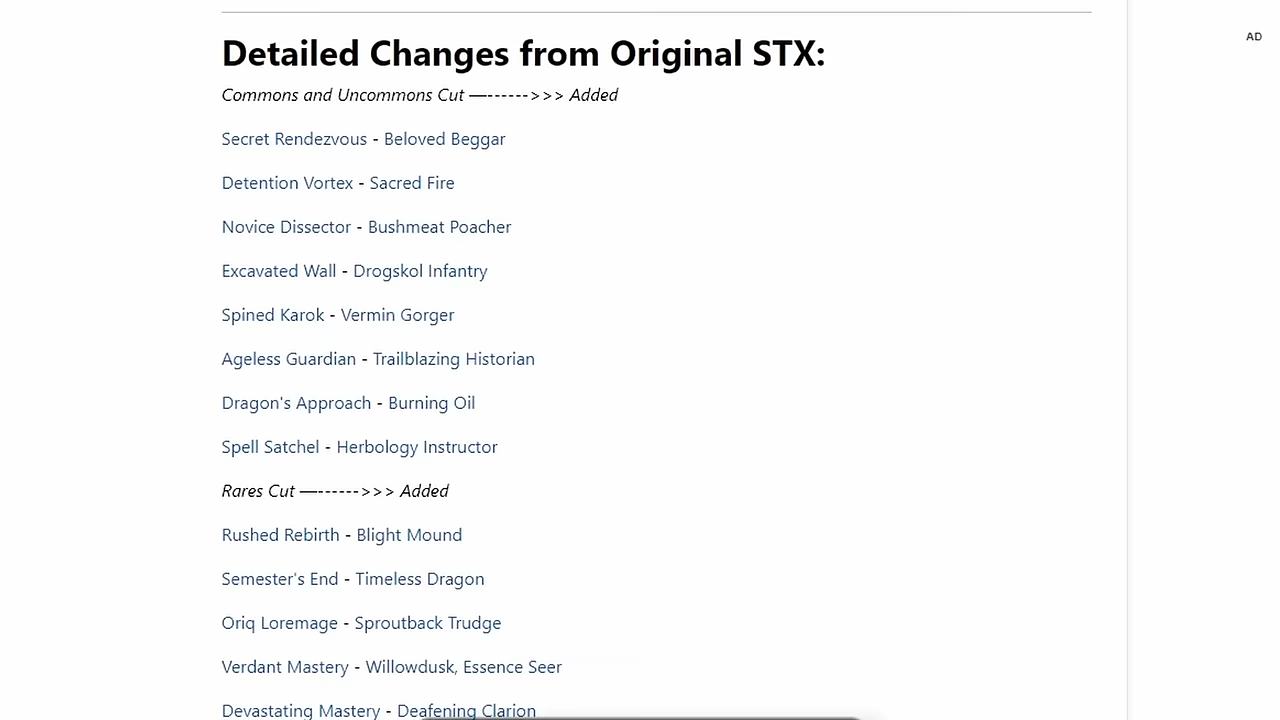 AD
Detailed Changes from Original STX:
Commons and Uncommons Cut —------>>> Added
Secret Rendezvous - Beloved Beggar
Detention Vortex - Sacred Fire
Novice Dissector - Bushmeat Poacher
Excavated Wall - Drogskol Infantry
Spined Karok - Vermin Gorger
Ageless Guardian - Trailblazing Historian
Dragon's Approach - Burning Oil
Spell Satchel - Herbology Instructor
Rares Cut —------>>> Added
Rushed Rebirth - Blight Mound
Semester's End - Timeless Dragon
Oriq Loremage - Sproutback Trudge
Verdant Mastery - Willowdusk, Essence Seer
Devastating Mastery - Deafening Clarion